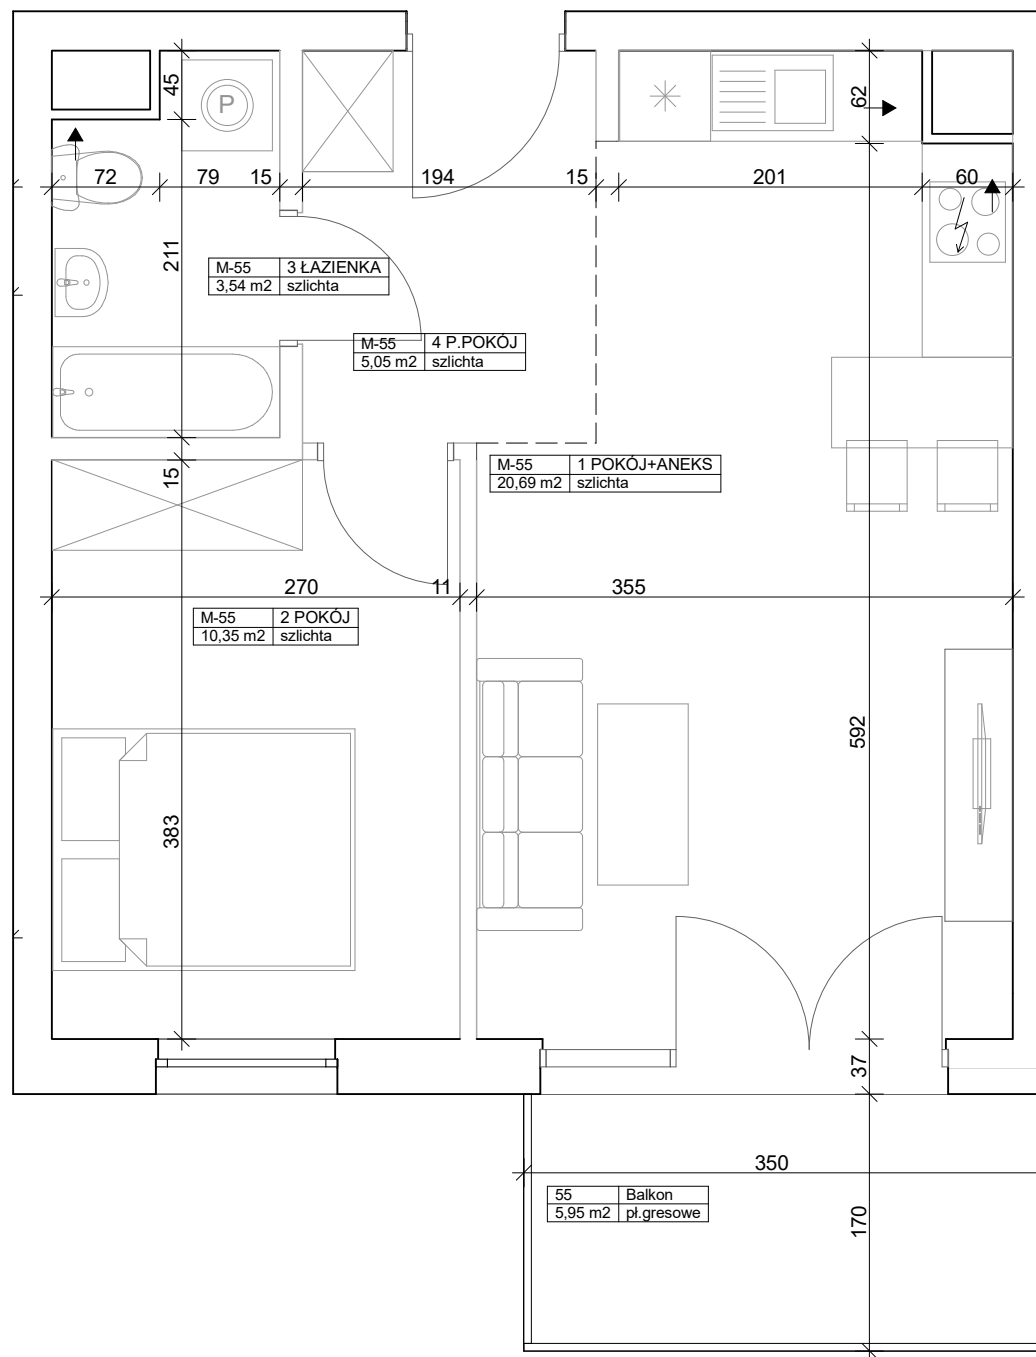 45
P
62
72
79
15
194
15
201
60
211
M-55 3 ŁAZIENKA
3,54 m2 szlichta
M-55 4 P.POKÓJ
5,05 m2 szlichta
M-55 1 POKÓJ+ANEKS
20,69 m2 szlichta
15
270
11
355
M-55 2 POKÓJ
10,35 m2 szlichta
592
383
37
350
55 Balkon
5,95 m2 pł.gresowe
170